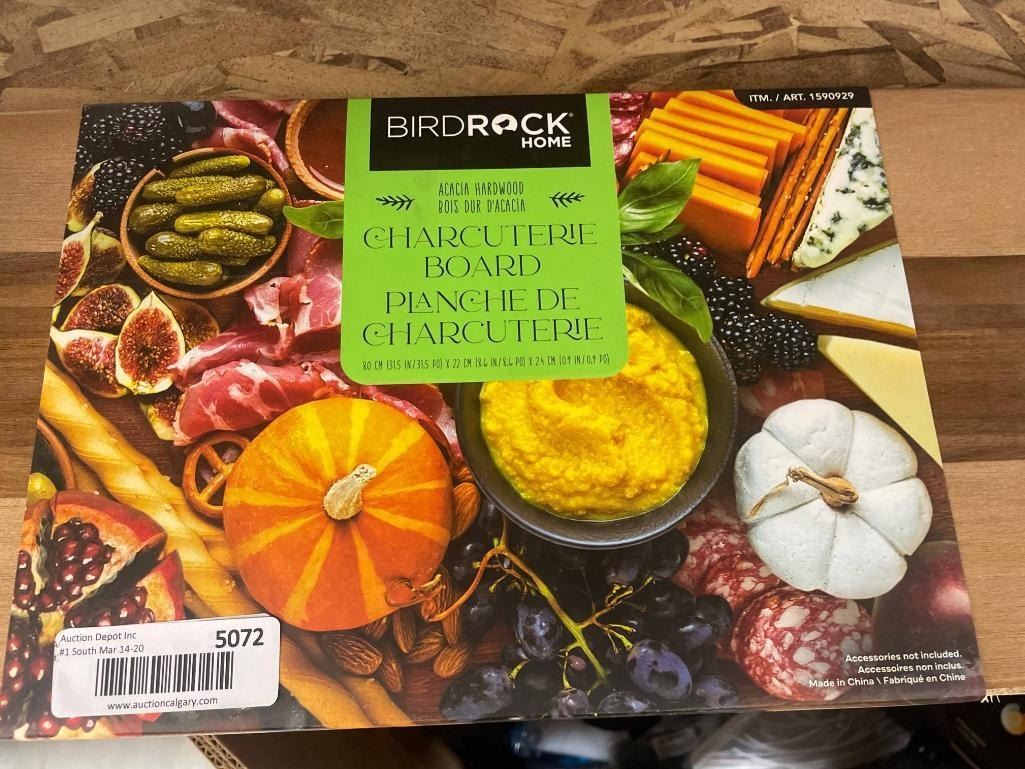 ITM. / ART. 1590929
BIRDROCK®
HOME
ACACIA HARDWOOD
BOIS DUR D'ACACIA
CHARCUTERIE
BOARD
PLANCHE DE
CHARCUTERIE
80 CM (31.5 IN/31.5 PO) X 22 CM (8.6 IN/8.6 PO) X 2.4 CM (0.9 IN/0.9 PO)
Auction Depot Inc
5072
#1 South Mar 14-20
www.auctioncalgary.com
Accessories not included.
Accessoires non inclus.
Made in China \ Fabriqué en Chine